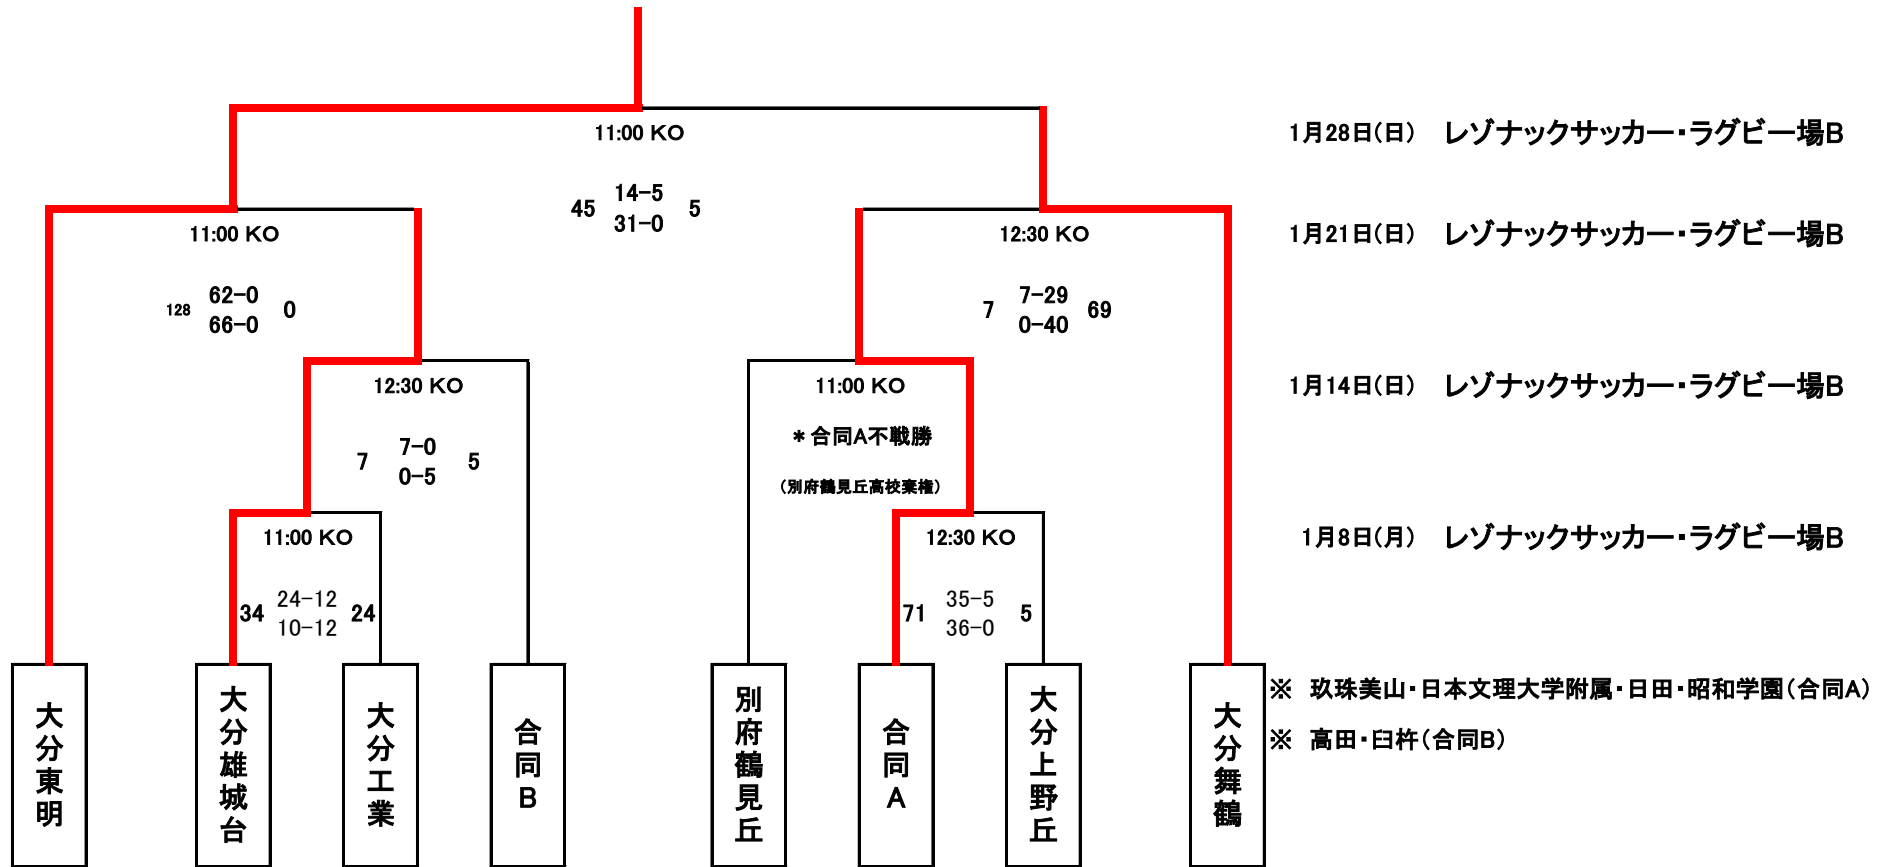 11:00 KO
1月28日(日) レゾナックサッカー・ラグビー場B
45 14-5 5
31-0
11:00 KO
12:30 KO
1月21日(日) レゾナックサッカー・ラグビー場B
128 62-0 0
66-0
7 7-29 69
0-40
12:30 KO
11:00 KO
1月14日(日) レゾナックサッカー・ラグビー場B
7 7-0 5
0-5
*合同A不戦勝
(別府鶴見丘高校棄権)
11:00 KO
12:30 KO
1月8日(月) レゾナックサッカー・ラグビー場B
34 24-12 24
10-12
71 35-5 5
36-0
大分東明
大分雄城台
大分工業
合同B
別府鶴見丘
合同A
大分上野丘
大分舞鶴
※ 玖珠美山・日本文理大学附属・日田・昭和学園(合同A)
※ 高田・臼杵(合同B)